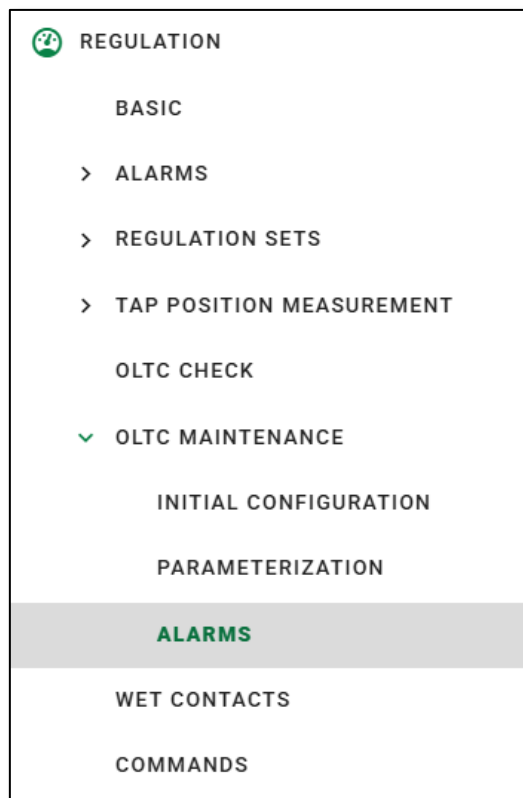 REGULATION
BASIC
ALARMS
REGULATION SETS
TAP POSITION MEASUREMENT
OLTC CHECK
OLTC MAINTENANCE
INITIAL CONFIGURATION
PARAMETERIZATION
ALARMS
WET CONTACTS
COMMANDS